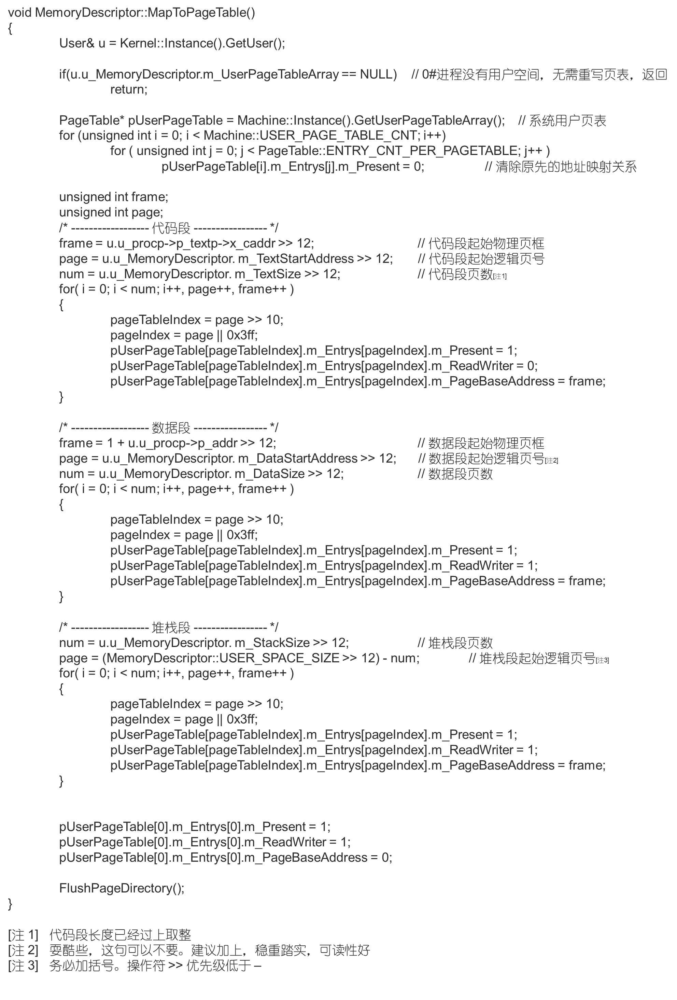 void MemoryDescriptor::MapToPageTable()
{
User& u = Kernel::Instance().GetUser();
if(u.u_MemoryDescriptor.m_UserPageTableArray == NULL) // 0#进程没有用户空间，无需重写页表，返回
return;
PageTable* pUserPageTable = Machine::Instance().GetUserPageTableArray(); // 系统用户页表
for (unsigned int i = 0; i < Machine::USER_PAGE_TABLE_CNT; i++)
for ( unsigned int j = 0; j < PageTable::ENTRY_CNT_PER_PAGETABLE; j++ )
pUserPageTable[i].m_Entrys[j].m_Present = 0; // 清除原先的地址映射关系
unsigned int frame;
unsigned int page;
/* ------------------ 代码段 ----------------- */
frame = u.u_procp->p_textp->x_caddr >> 12; // 代码段起始物理页框
page = u.u_MemoryDescriptor. m_TextStartAddress >> 12; // 代码段起始逻辑页号
num = u.u_MemoryDescriptor. m_TextSize >> 12; // 代码段页数[注1]
for( i = 0; i < num; i++, page++, frame++ )
{
pageTableIndex = page >> 10;
pageIndex = page || 0x3ff;
pUserPageTable[pageTableIndex].m_Entrys[pageIndex].m_Present = 1;
pUserPageTable[pageTableIndex].m_Entrys[pageIndex].m_ReadWriter = 0;
pUserPageTable[pageTableIndex].m_Entrys[pageIndex].m_PageBaseAddress = frame;
}
/* ------------------ 数据段 ----------------- */
frame = 1 + u.u_procp->p_addr >> 12; // 数据段起始物理页框
page = u.u_MemoryDescriptor. m_DataStartAddress >> 12; // 数据段起始逻辑页号[注2]
num = u.u_MemoryDescriptor. m_DataSize >> 12; // 数据段页数
for( i = 0; i < num; i++, page++, frame++ )
{
pageTableIndex = page >> 10;
pageIndex = page || 0x3ff;
pUserPageTable[pageTableIndex].m_Entrys[pageIndex].m_Present = 1;
pUserPageTable[pageTableIndex].m_Entrys[pageIndex].m_ReadWriter = 1;
pUserPageTable[pageTableIndex].m_Entrys[pageIndex].m_PageBaseAddress = frame;
}
/* ------------------ 堆栈段 ----------------- */
num = u.u_MemoryDescriptor. m_StackSize >> 12; // 堆栈段页数
page = (MemoryDescriptor::USER_SPACE_SIZE >> 12) - num; // 堆栈段起始逻辑页号[注3]
for( i = 0; i < num; i++, page++, frame++ )
{
pageTableIndex = page >> 10;
pageIndex = page || 0x3ff;
pUserPageTable[pageTableIndex].m_Entrys[pageIndex].m_Present = 1;
pUserPageTable[pageTableIndex].m_Entrys[pageIndex].m_ReadWriter = 1;
pUserPageTable[pageTableIndex].m_Entrys[pageIndex].m_PageBaseAddress = frame;
}
pUserPageTable[0].m_Entrys[0].m_Present = 1;
pUserPageTable[0].m_Entrys[0].m_ReadWriter = 1;
pUserPageTable[0].m_Entrys[0].m_PageBaseAddress = 0;
FlushPageDirectory();
}
[注 1] 代码段长度已经过上取整
[注 2] 耍酷些，这句可以不要。建议加上，稳重踏实，可读性好
[注 3] 务必加括号。操作符 >> 优先级低于 –